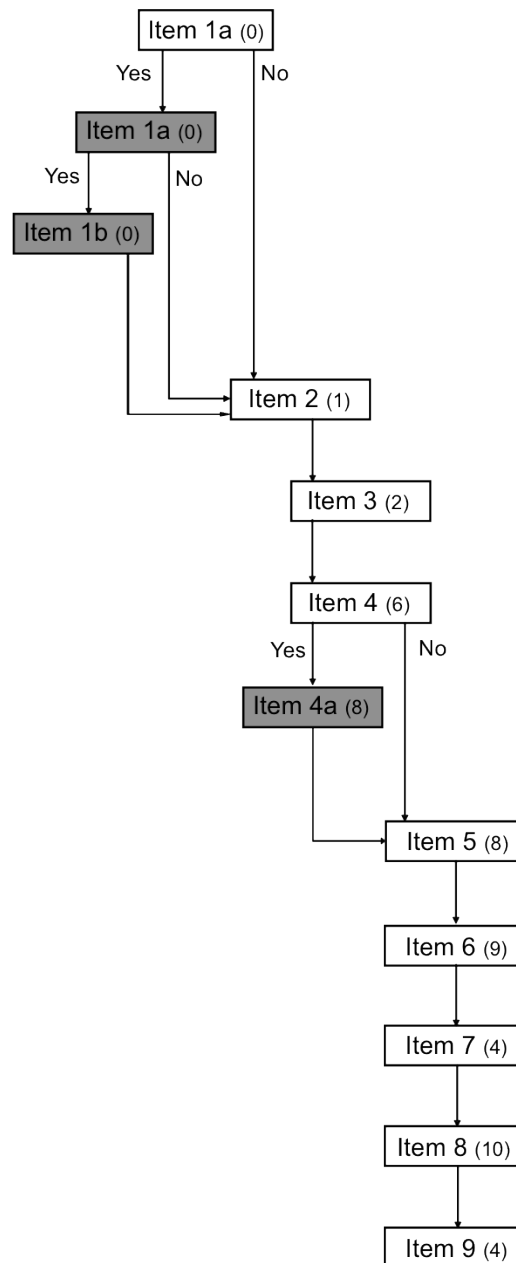 Item 1a (0)
Yes
No
Item 1a (0)
Yes
No
Item 1b (0)
Item 2 (1)
Item 3 (2)
Item 4 (6)
Yes
No
Item 4a (8)
Item 5 (8)
Item 6 (9)
Item 7 (4)
Item 8 (10)
Item 9 (4)